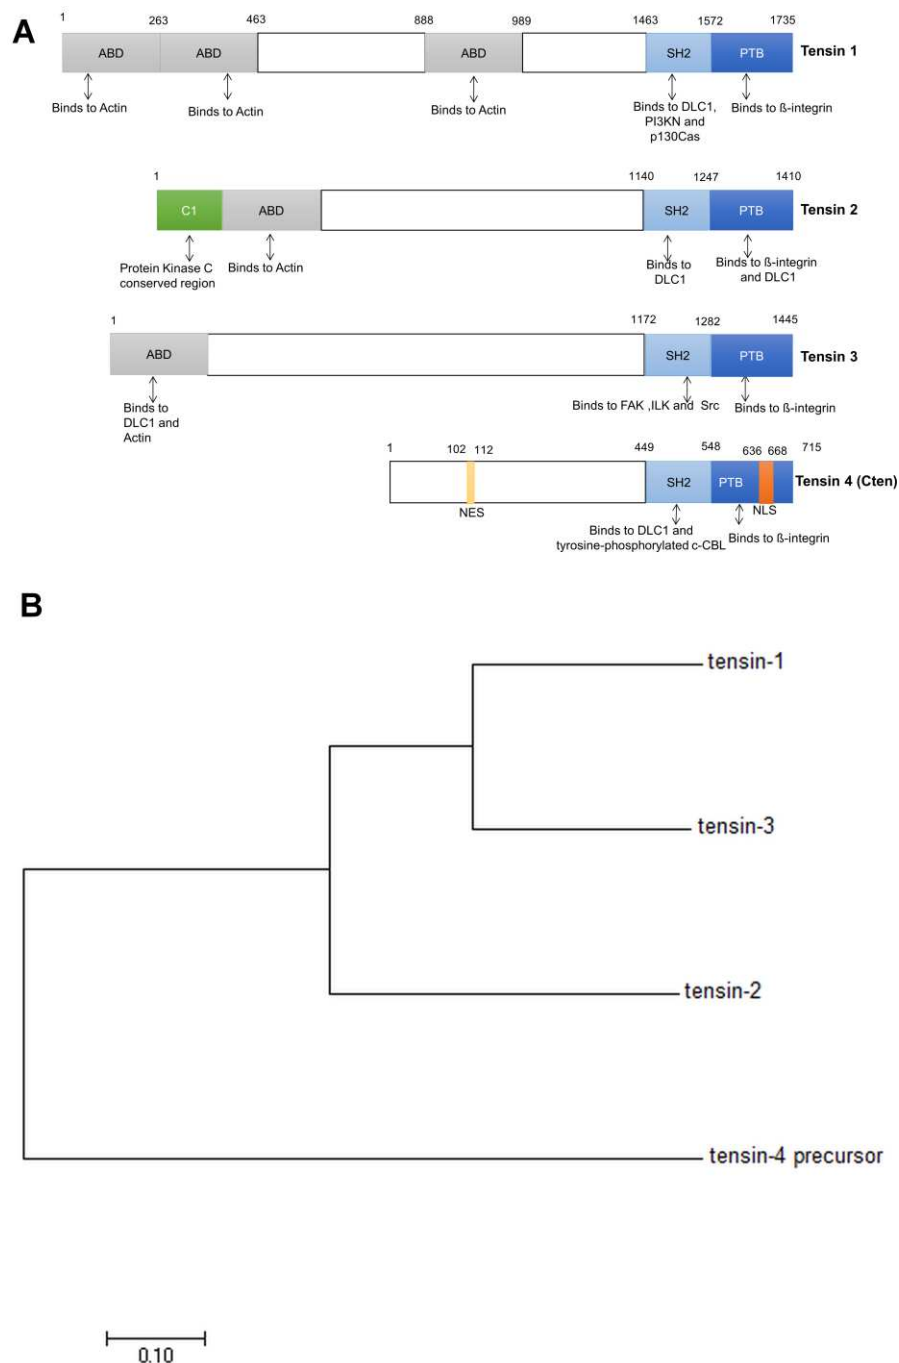 A
1 263 463 888 989 1463 1572 1735
ABD ABD ABD SH2 PTB Tensin 1
Binds to Actin Binds to Actin Binds to Actin Binds to DLC1, Binds to ß-integrin
PI3KN and
p130Cas
1 1140 1247 1410
C1 ABD SH2 PTB Tensin 2
Protein Kinase C Binds to Actin Binds to Binds to ß-integrin
conserved region DLC1 and DLC1
1 1172 1282 1445
ABD SH2 PTB Tensin 3
Binds to Binds to FAK ,ILK and Src Binds to ß-integrin
DLC1 and
Actin
1 102 112 449 548 636 668 715
SH2 PTB Tensin 4 (Cten)
NES NLS
Binds to DLC1 and Binds to ß-integrin
tyrosine-phosphorylated c-CBL
B
tensin-1
tensin-3
tensin-2
tensin-4 precursor
0.10